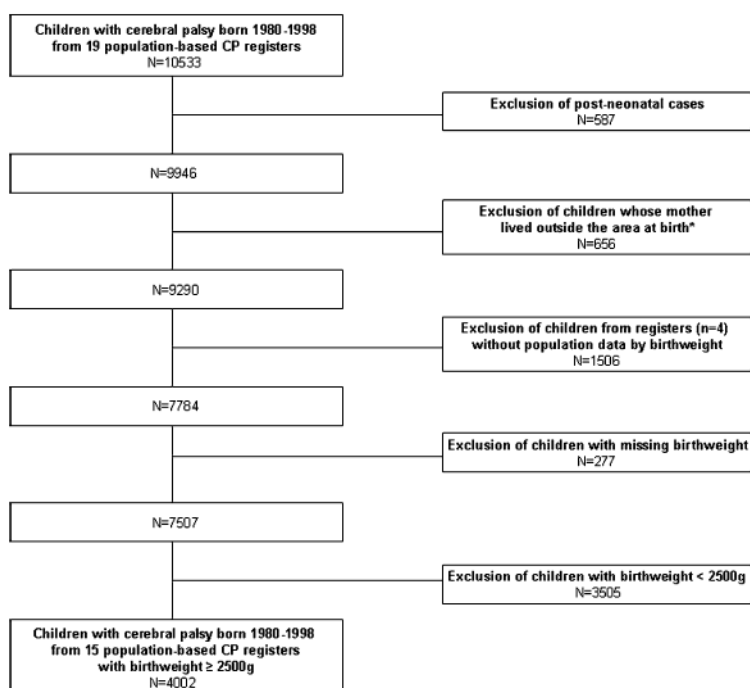 Children with cerebral palsy born 1980-1998
from 19 population-based CP registers
N=10533
Exclusion of post-neonatal cases
N=587
N=9946
Exclusion of children whose mother
lived outside the area at birth*
N=656
N=9290
Exclusion of children from registers (n=4)
without population data by birthweight
N=1506
N=7784
Exclusion of children with missing birthweight
N=277
N=7507
Exclusion of children with birthweight < 2500g
N=3505
Children with cerebral palsy born 1980-1998
from 15 population-based CP registers
with birthweight ≥ 2500g
N=4002